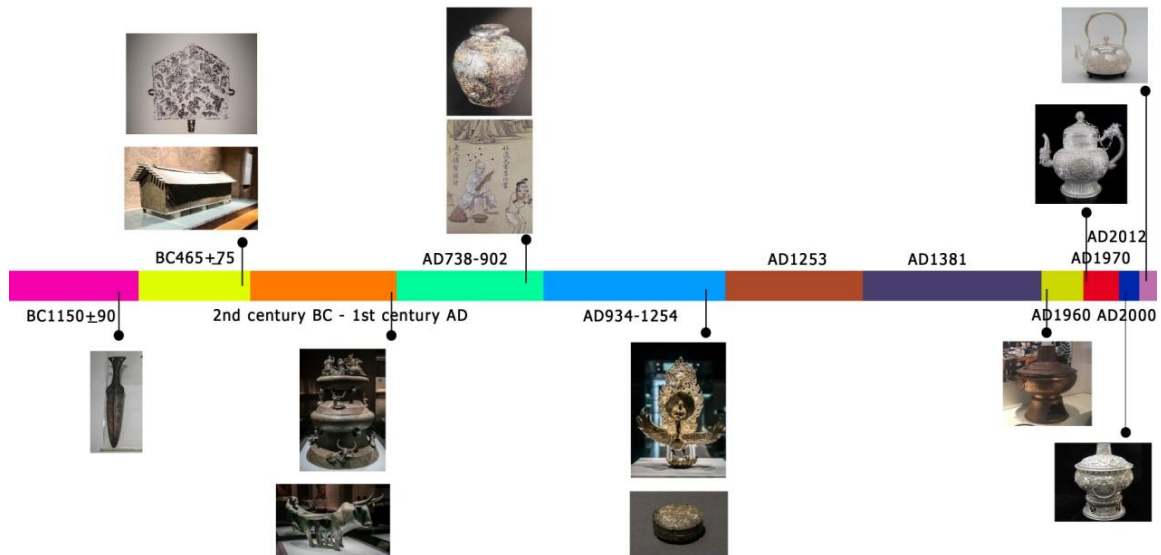 AD2012
BC465±75
AD738-902
AD1253
AD1381
AD1970
BC1150±90
2nd century BC - 1st century AD
AD934-1254
AD1960
AD2000